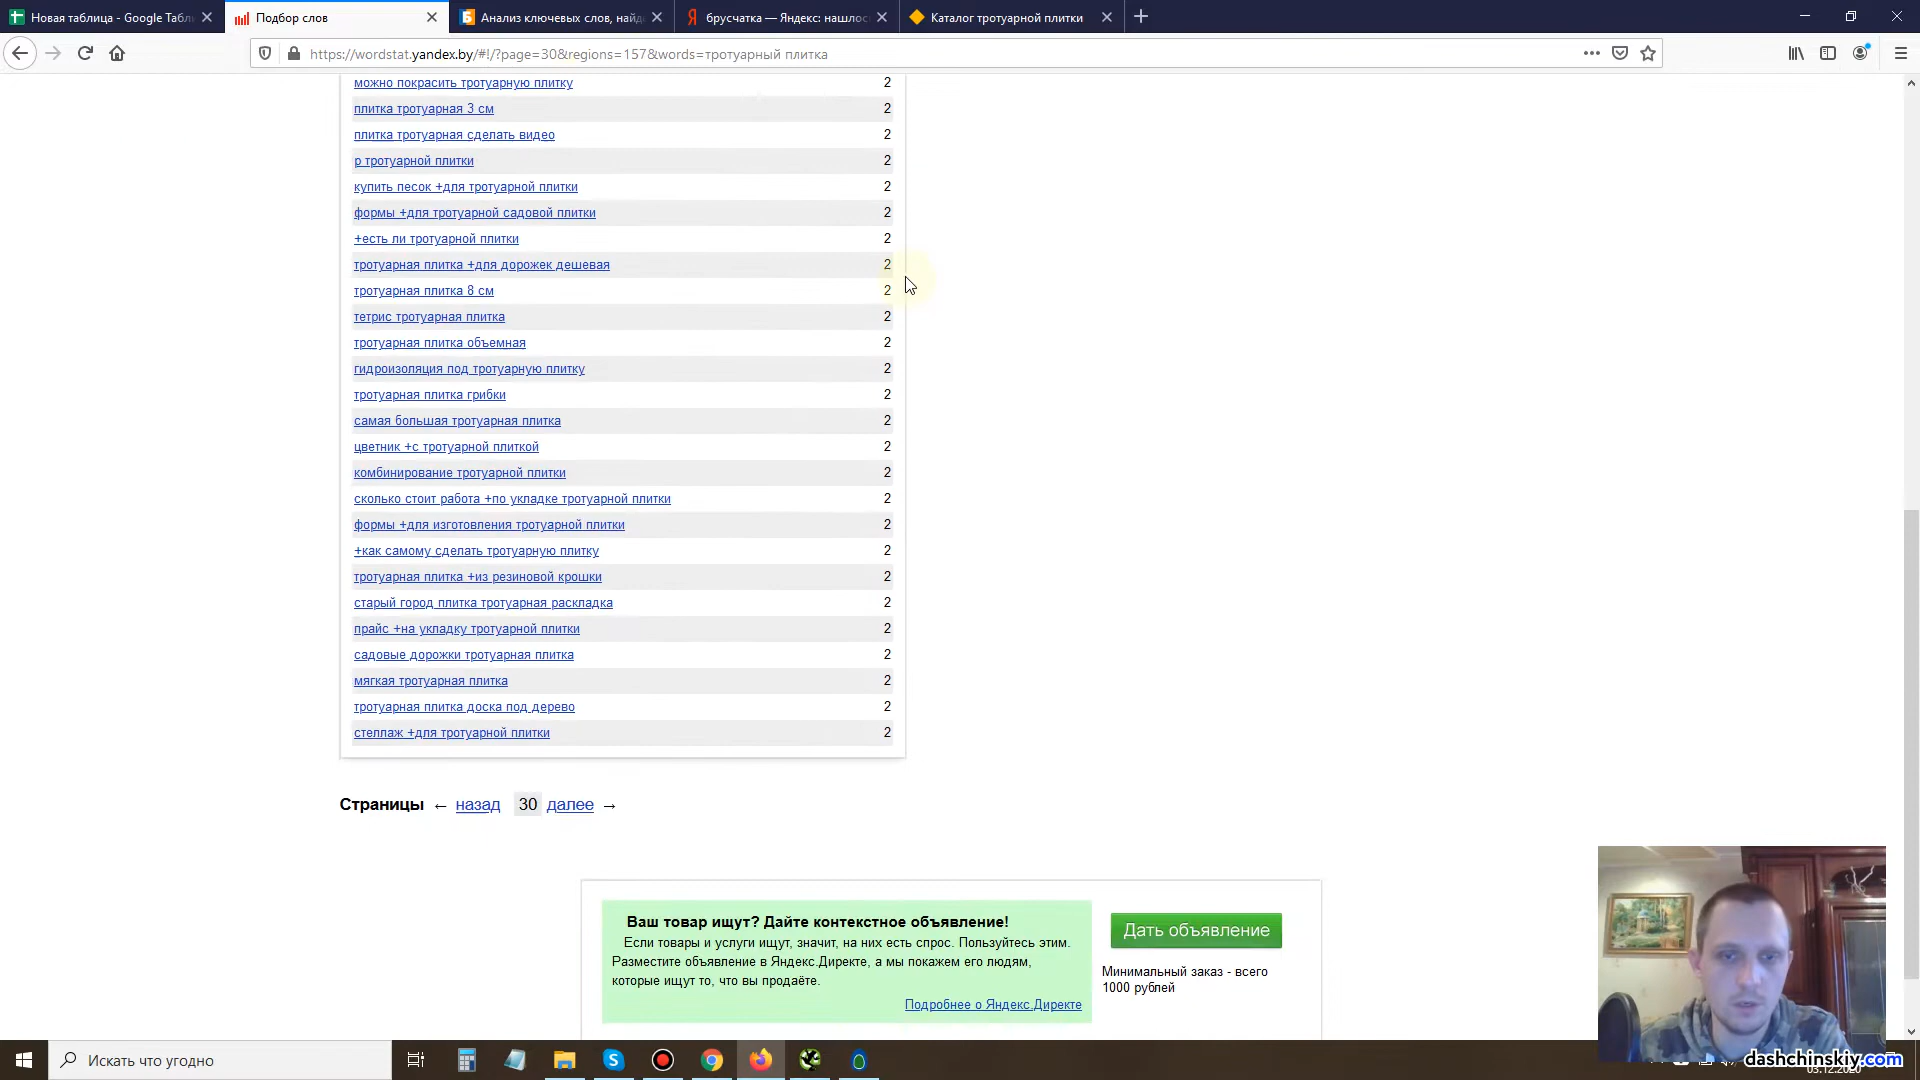 Новая таблица - Google Табл
Подбор слов
Анализ ключевых слов, найд
брусчатка — Яндекс: нашлос
Каталог тротуарной плитки
https://wordstat.yandex.by/#!/?page=30&regions=157&words=тротуарный плитка
можно покрасить тротуарную плитку 2
плитка тротуарная 3 см 2
плитка тротуарная сделать видео 2
р тротуарной плитки 2
купить песок +для тротуарной плитки 2
формы +для тротуарной садовой плитки 2
+есть ли тротуарной плитки 2
тротуарная плитка +для дорожек дешевая 2
тротуарная плитка 8 см 2
тетрис тротуарная плитка 2
тротуарная плитка объемная 2
гидроизоляция под тротуарную плитку 2
тротуарная плитка грибки 2
самая большая тротуарная плитка 2
цветник +с тротуарной плиткой 2
комбинирование тротуарной плитки 2
сколько стоит работа +по укладке тротуарной плитки 2
формы +для изготовления тротуарной плитки 2
+как самому сделать тротуарную плитку 2
тротуарная плитка +из резиновой крошки 2
старый город плитка тротуарная раскладка 2
прайс +на укладку тротуарной плитки 2
садовые дорожки тротуарная плитка 2
мягкая тротуарная плитка 2
тротуарная плитка доска под дерево 2
стеллаж +для тротуарной плитки 2
Страницы ← назад 30 далее →
Ваш товар ищут? Дайте контекстное объявление!
Если товары и услуги ищут, значит, на них есть спрос. Пользуйтесь этим.
Разместите объявление в Яндекс.Директе, а мы покажем его людям,
которые ищут то, что вы продаёте.
Подробнее о Яндекс.Директе
Дать объявление
Минимальный заказ - всего
1000 рублей
Искать что угодно
dashchinskiy.com
03.12.2020